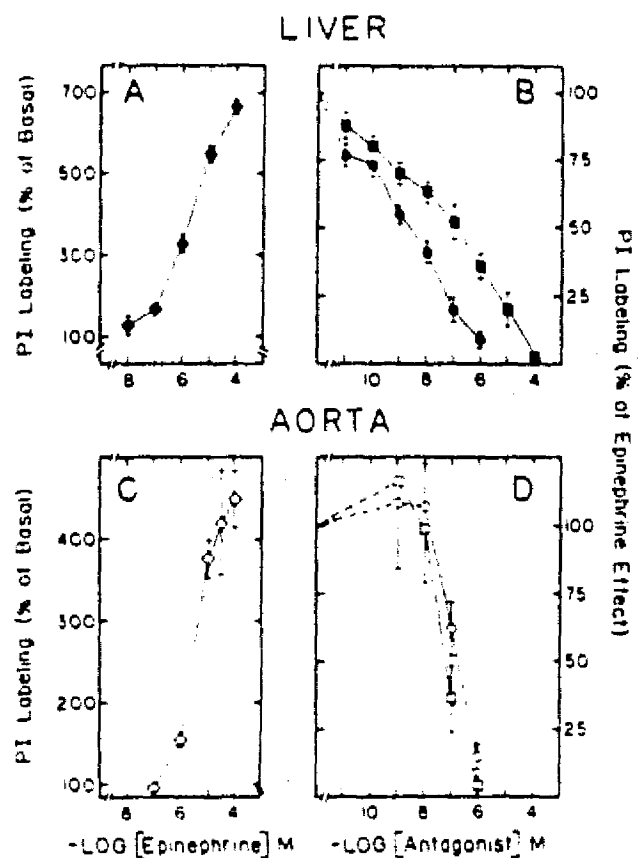 LIVER
A
B
PI Labeling (% of Basal)
700
500
300
100
8 6 4
100
75
50
25
10 8 6 4
PI Labeling (% of Epinephrine Effect)
AORTA
C
D
PI Labeling (% of Basal)
400
300
200
100
8 6 4
100
75
50
25
10 8 6 4
-LOG [Epinephrine] M
-LOG [Antagonist] M